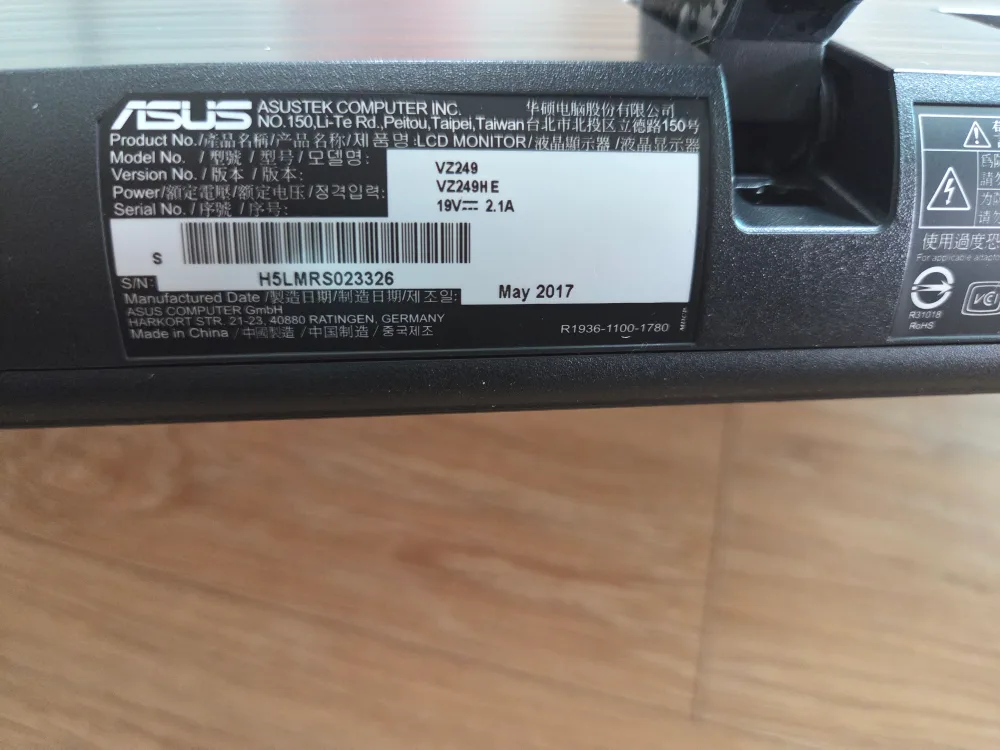 ASUS
ASUSTEK COMPUTER INC. 华硕电脑股份有限公司
NO.150,Li-Te Rd.,Peitou,Taipei,Taiwan 台北市北投区立德路150号
Product No./產品名稱/产品名称/제품명:LCD MONITOR/液晶顯示器/液晶显示器
Model No. / 型號 / 型号 / 모델명: VZ249
Version No. / 版本 / 版本: VZ249HE
Power/額定電壓/额定电压/정격입력: 19V⎓ 2.1A
Serial No. / 序號 / 序号:
S
S/N: H5LMRS023326
Manufactured Date /製造日期/制造日期/제조일: May 2017
ASUS COMPUTER GmbH
HARKORT STR. 21-23, 40880 RATINGEN, GERMANY
Made in China / 中國製造 / 中国制造 / 중국제조
R1936-1100-1780
使用過度恐
For applicable adaptor
R31018
RoHS
VCCI